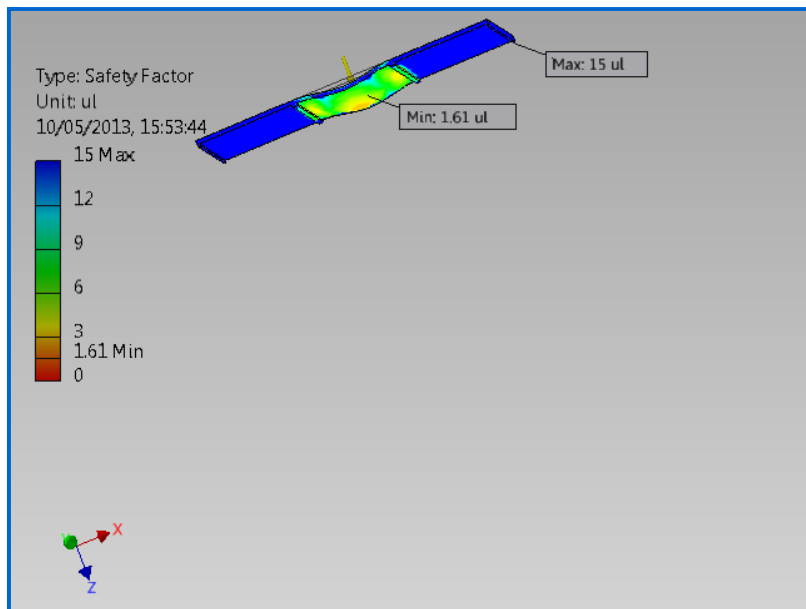 Type: Safety Factor
Unit: ul
10/05/2013, 15:53:44
15 Max
12
9
6
3
1.61 Min
0
Max: 15 ul
Min: 1.61 ul
X
Z